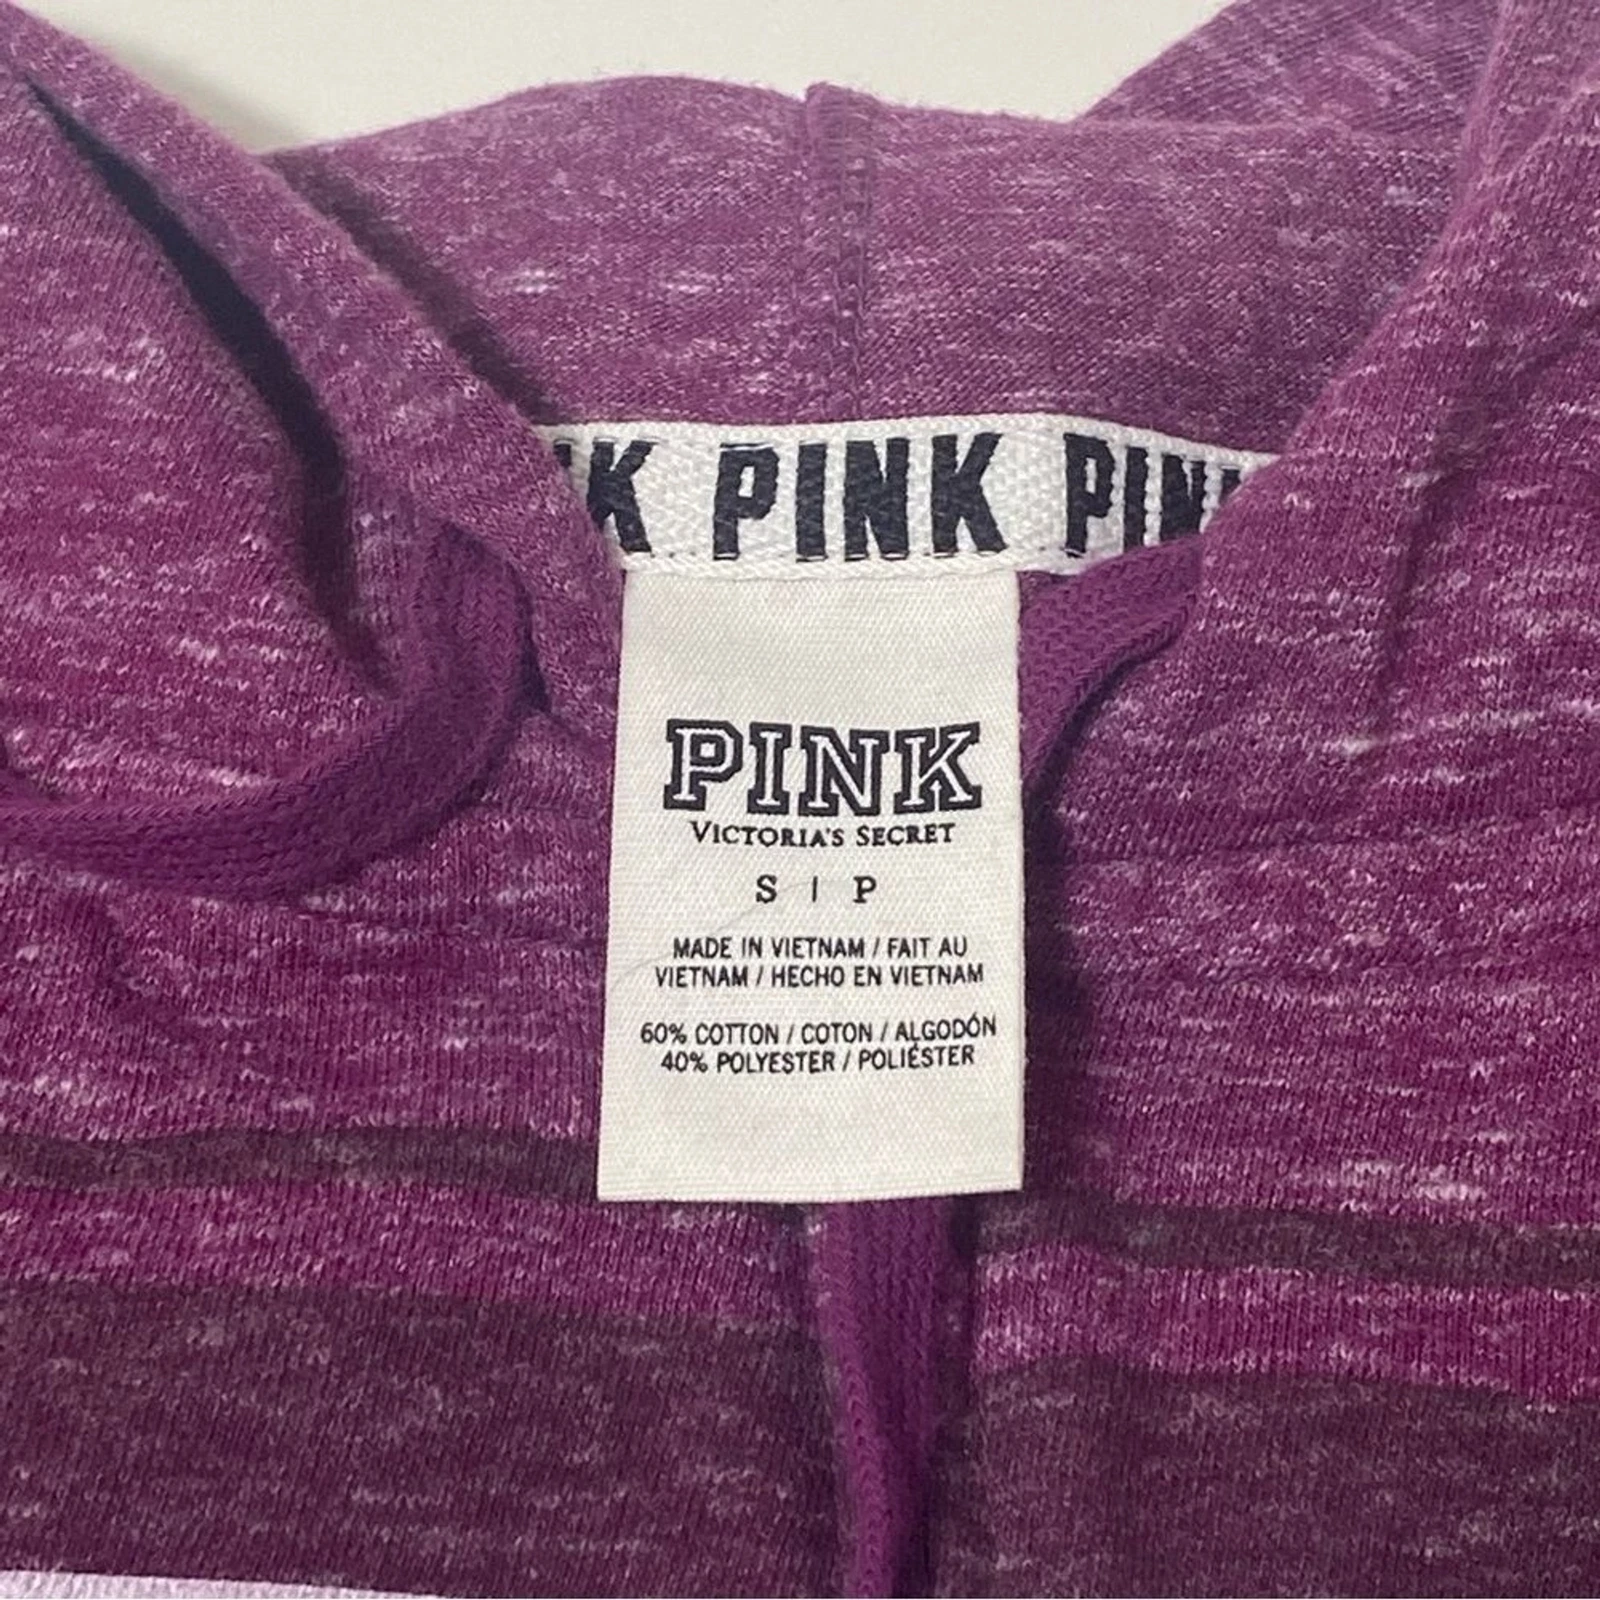 K PINK PINK
PINK
VICTORIA'S SECRET
S | P
MADE IN VIETNAM / FAIT AU
VIETNAM / HECHO EN VIETNAM
60% COTTON / COTON / ALGODÓN
40% POLYESTER / POLIÉSTER